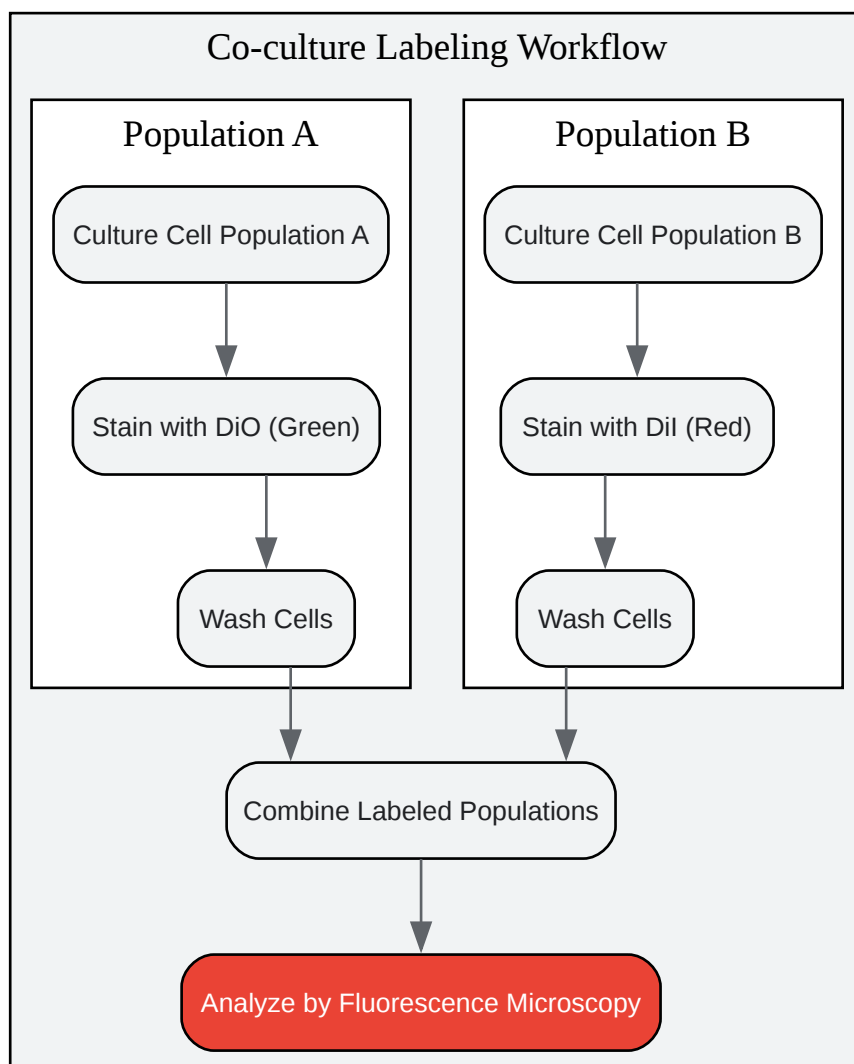 Co-culture Labeling Workflow
Population A
Culture Cell Population A
Stain with DiO (Green)
Wash Cells
Population B
Culture Cell Population B
Stain with DiI (Red)
Wash Cells
Combine Labeled Populations
Analyze by Fluorescence Microscopy